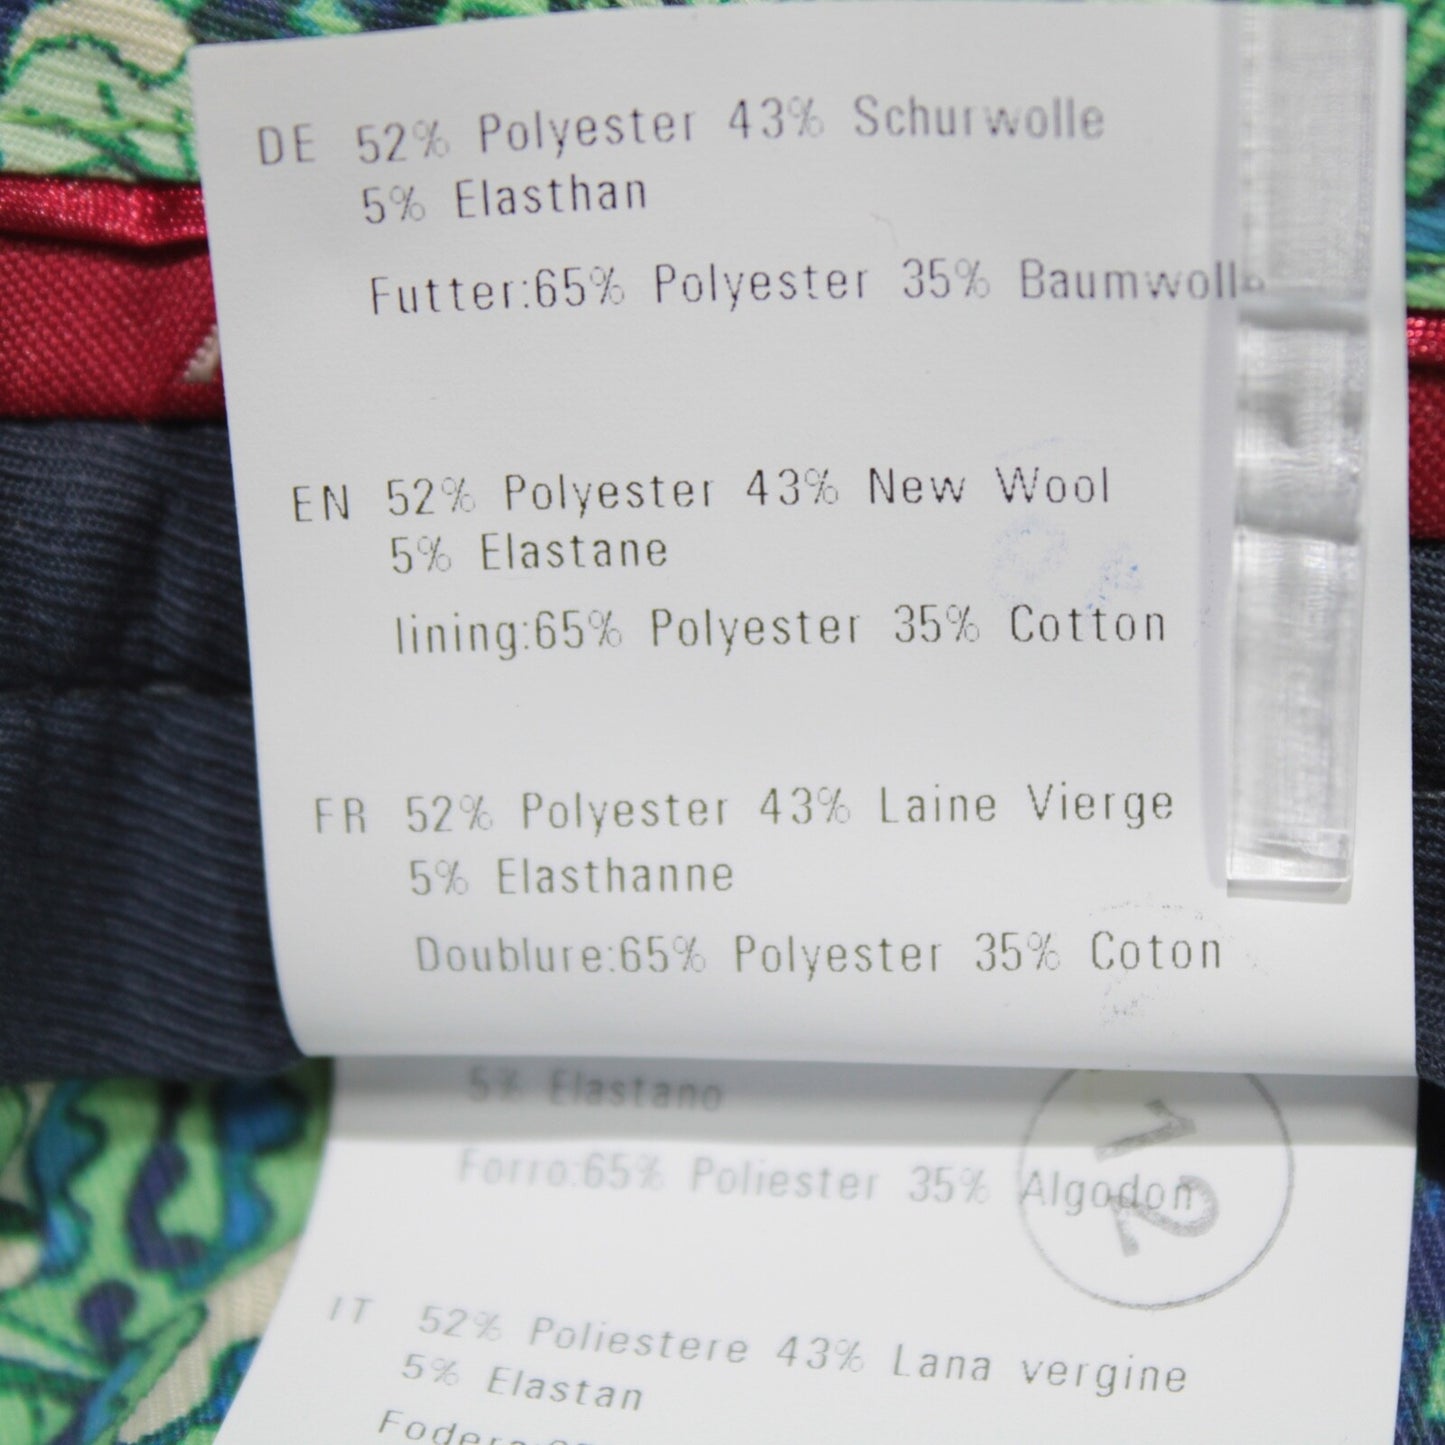 DE 52% Polyester 43% Schurwolle
5% Elasthan
Futter:65% Polyester 35% Baumwolle
EN 52% Polyester 43% New Wool
5% Elastane
lining:65% Polyester 35% Cotton
FR 52% Polyester 43% Laine Vierge
5% Elasthanne
Doublure:65% Polyester 35% Coton
5% Elastano
Forro:65% Poliester 35% Algodon
12
IT 52% Poliestere 43% Lana vergine
5% Elastan